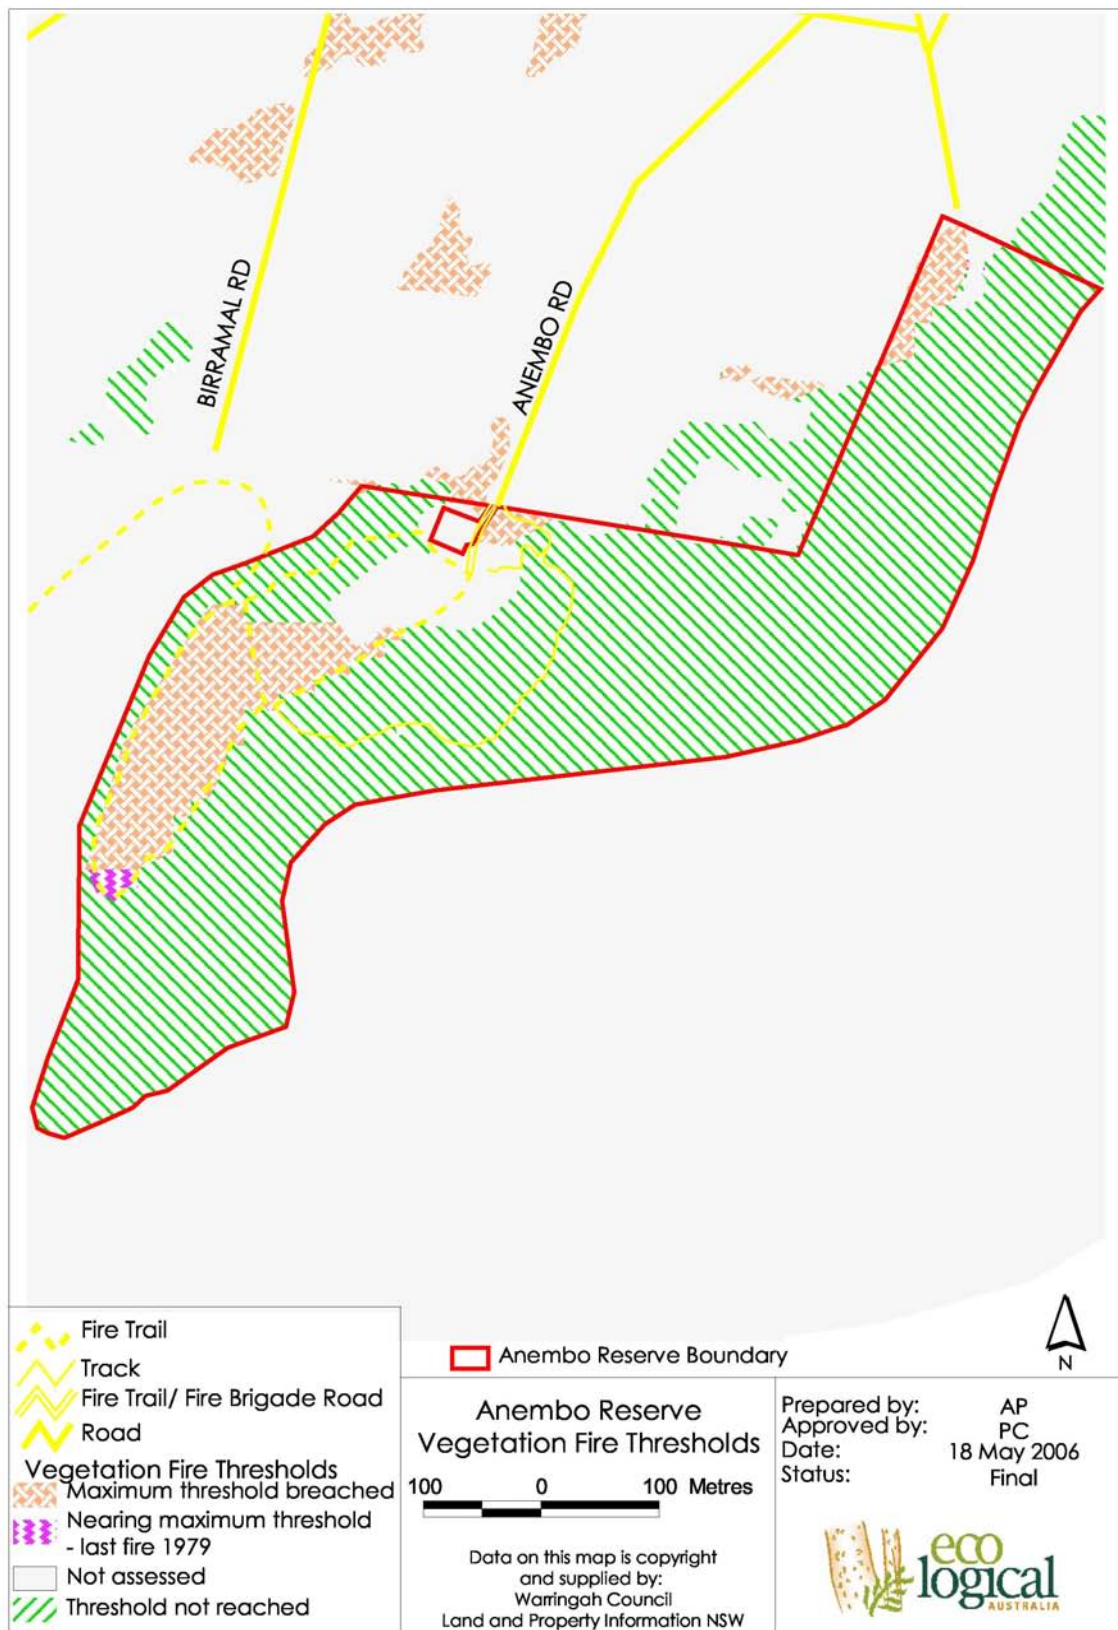 BIRRAMAL RD
ANEMBO RD
Fire Trail
Track
Fire Trail/ Fire Brigade Road
Road
Vegetation Fire Thresholds
Maximum threshold breached
Nearing maximum threshold
- last fire 1979
Not assessed
Threshold not reached
Anembo Reserve Boundary
N
Anembo Reserve
Vegetation Fire Thresholds
100 0 100 Metres
Data on this map is copyright
and supplied by:
Warringah Council
Land and Property Information NSW
Prepared by: AP
Approved by: PC
Date: 18 May 2006
Status: Final
eco
logical
AUSTRALIA